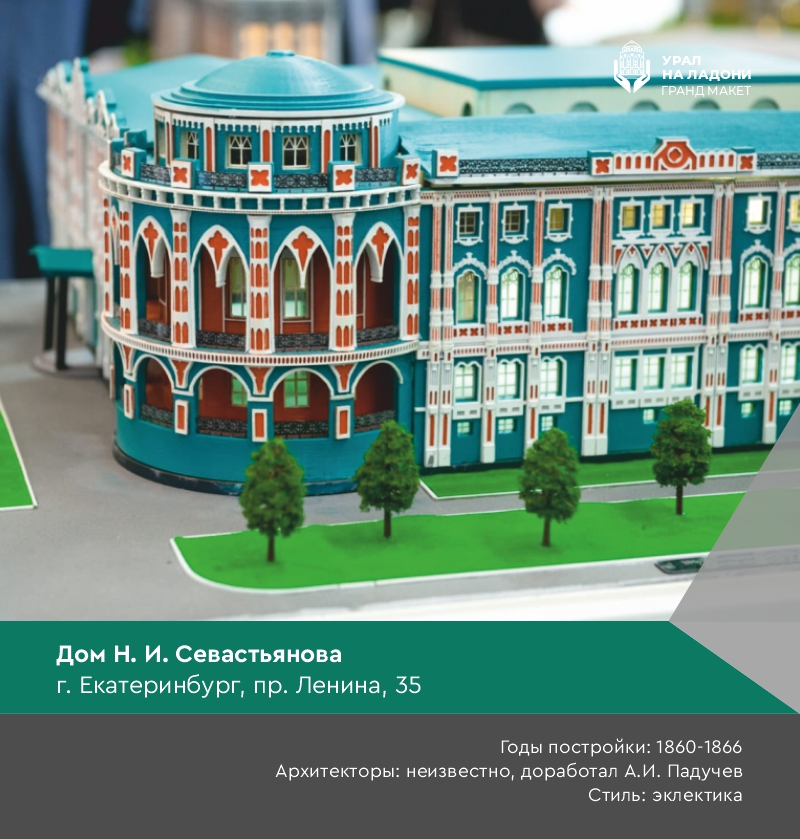 УРАЛ
НА ЛАДОНИ
ГРАНД МАКЕТ
Дом Н. И. Севастьянова
г. Екатеринбург, пр. Ленина, 35
Годы постройки: 1860-1866
Архитекторы: неизвестно, доработал А.И. Падучев
Стиль: эклектика